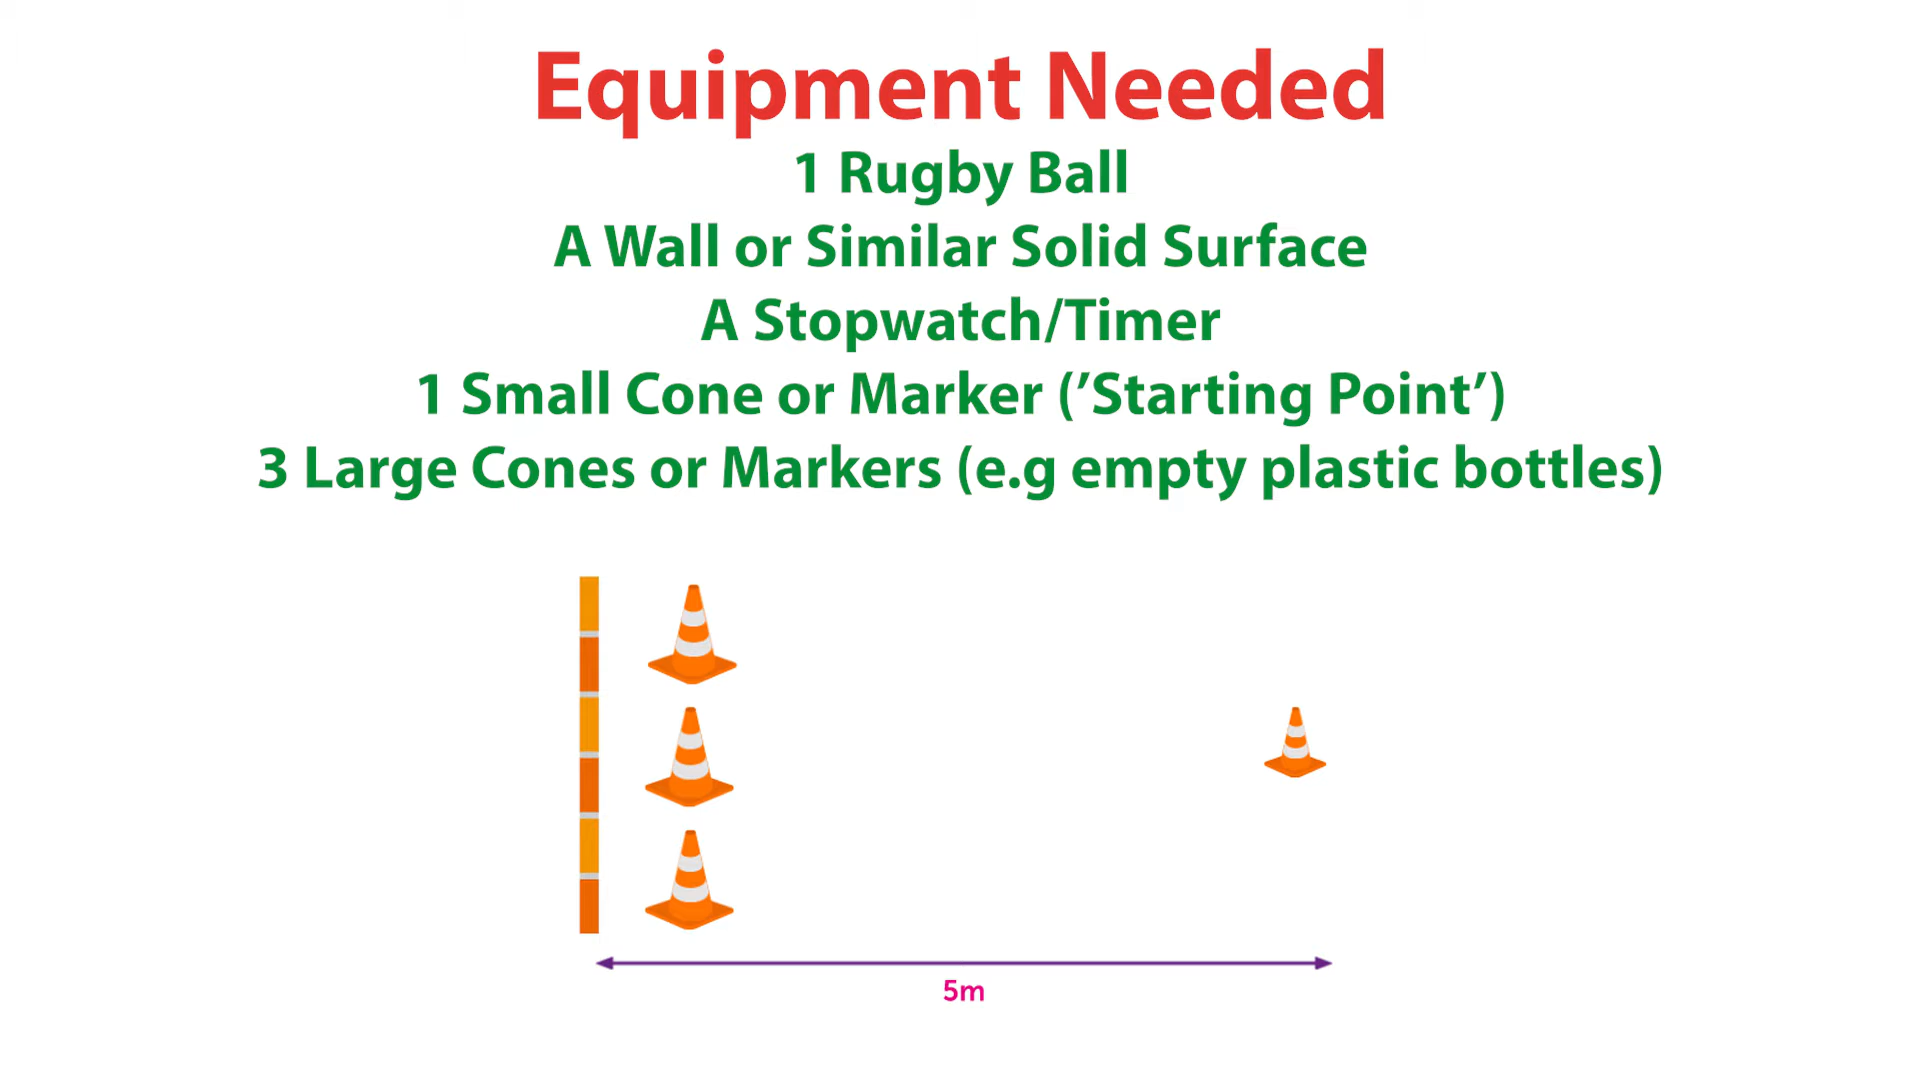 Equipment Needed
1 Rugby Ball
A Wall or Similar Solid Surface
A Stopwatch/Timer
1 Small Cone or Marker (’Starting Point’)
3 Large Cones or Markers (e.g empty plastic bottles)
5m